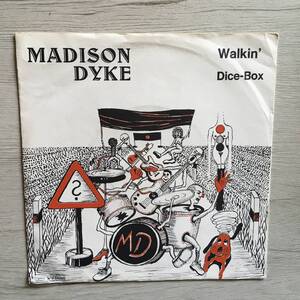 MADISON
DYKE
Walkin'
Dice-Box
?
MD